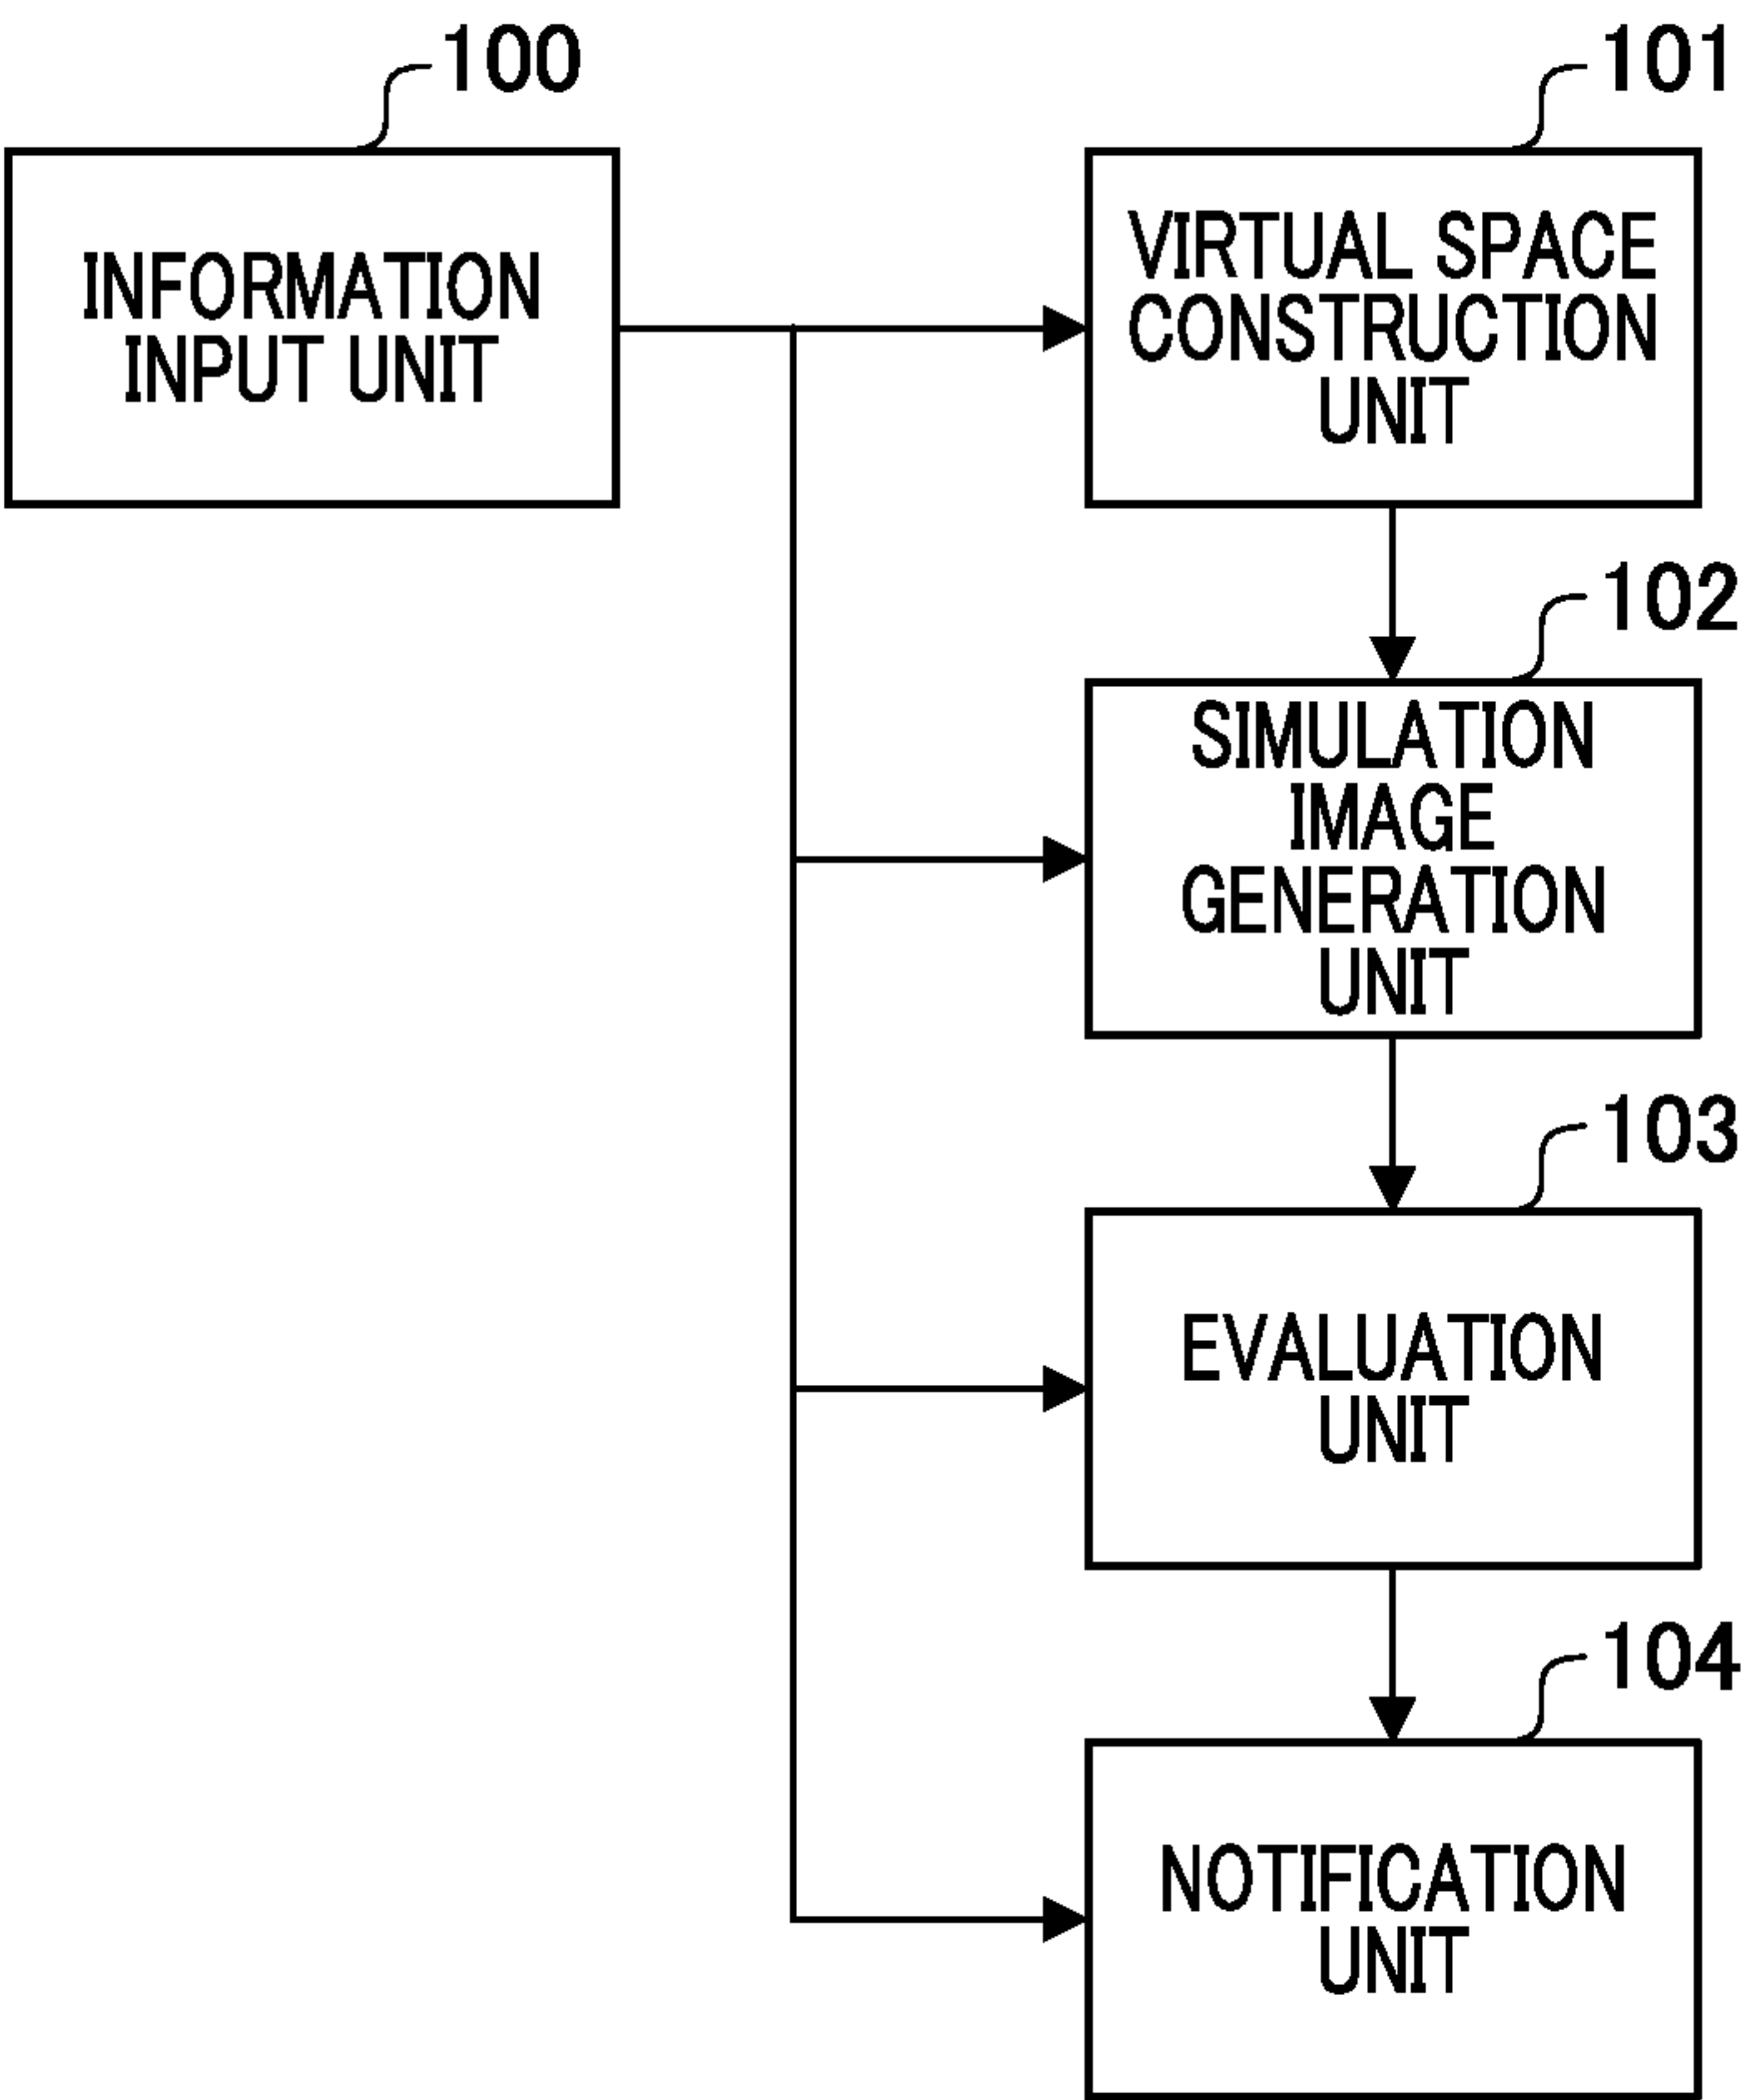 100
INFORMATION
INPUT UNIT
101
VIRTUAL SPACE
CONSTRUCTION
UNIT
102
SIMULATION
IMAGE
GENERATION
UNIT
103
EVALUATION
UNIT
104
NOTIFICATION
UNIT